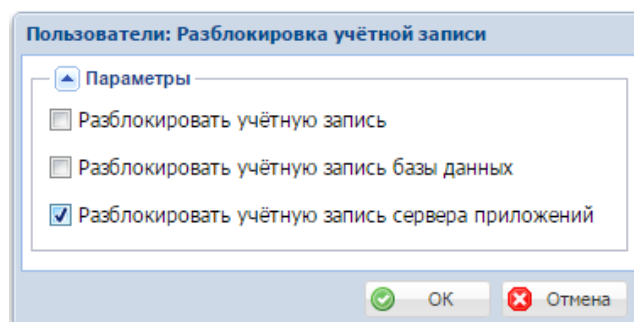 Пользователи: Разблокировка учётной записи
Параметры
Разблокировать учётную запись
Разблокировать учётную запись базы данных
Разблокировать учётную запись сервера приложений
ОК Отмена